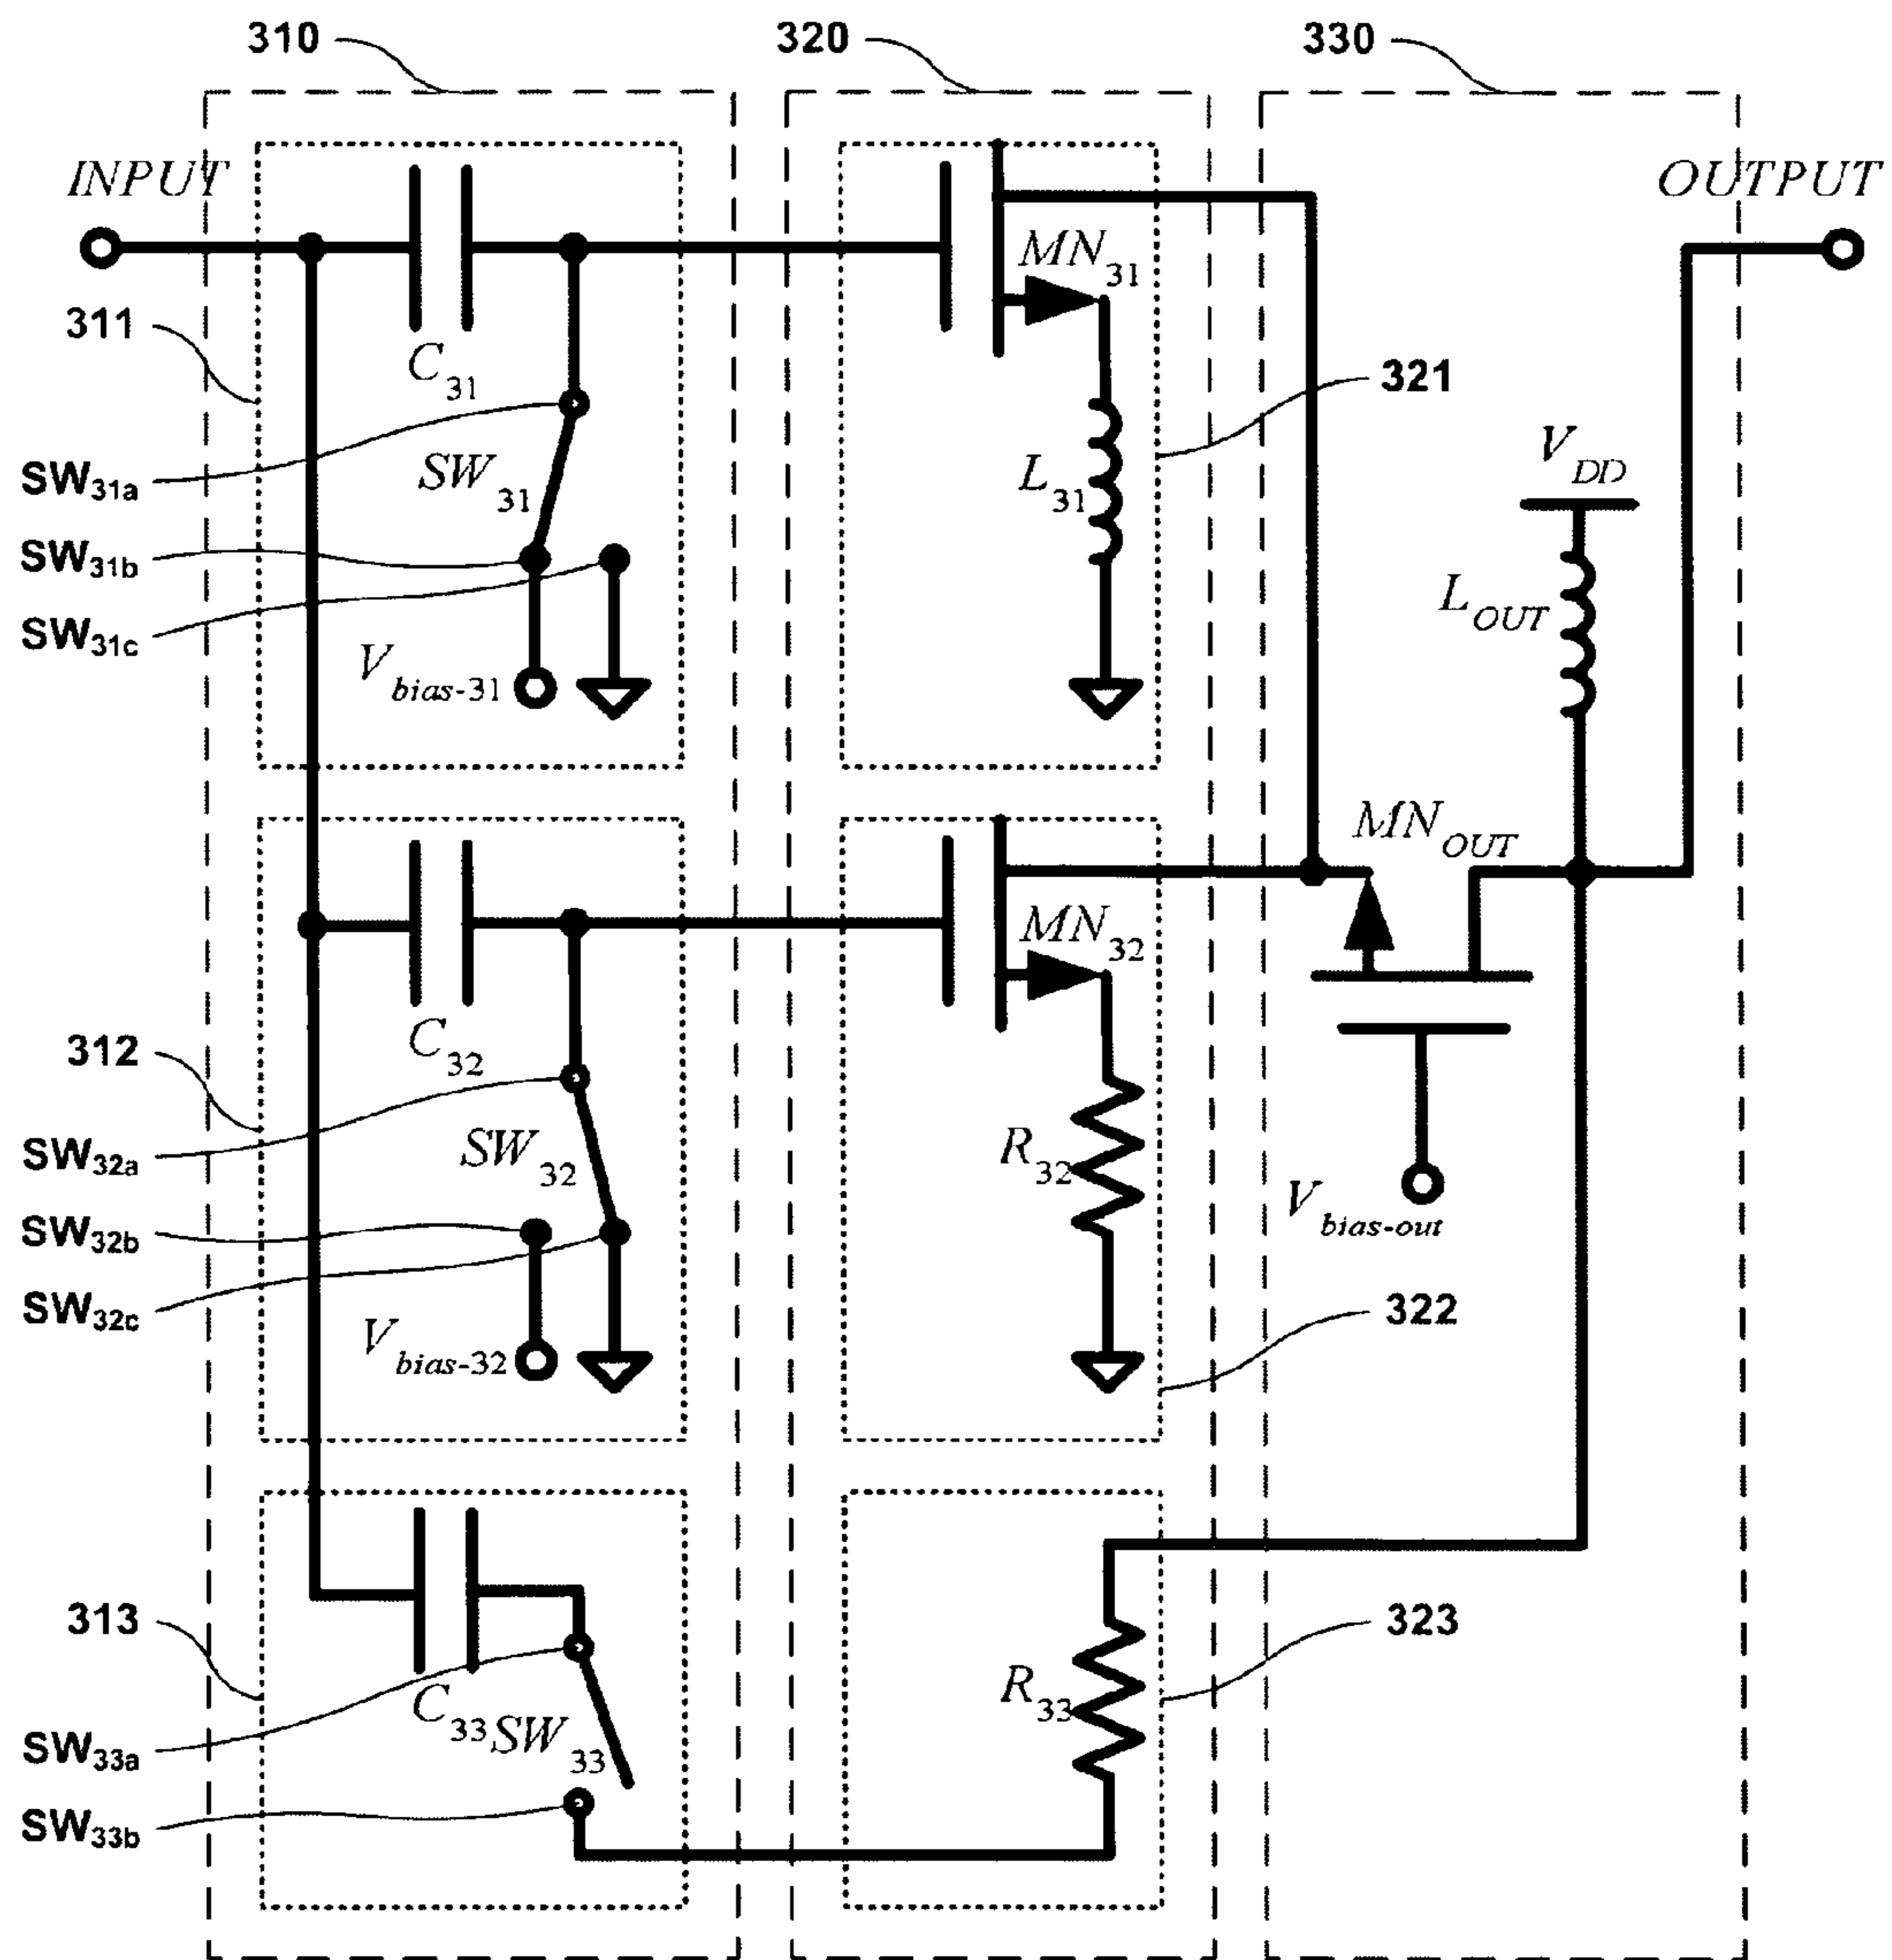 310 320 330
INPUT OUTPUT
MN31
311
C31
321
VDD
SW31a
SW31
L31
SW31b
LOUT
SW31c
Vbias-31
MNOUT
MN32
312
C32
SW32a
SW32
R32
Vbias-out
SW32b
SW32c
322
Vbias-32
313
323
R33
C33
SW33
SW33a
SW33b